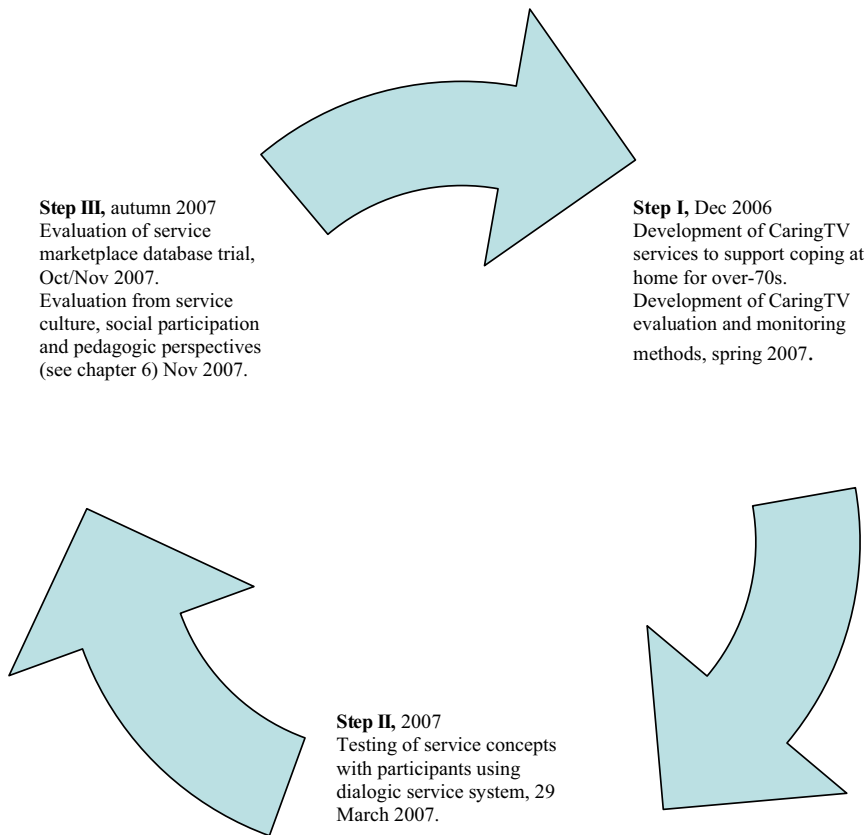 Step III, autumn 2007
Evaluation of service
marketplace database trial,
Oct/Nov 2007.
Evaluation from service
culture, social participation
and pedagogic perspectives
(see chapter 6) Nov 2007.
Step I, Dec 2006
Development of CaringTV
services to support coping at
home for over-70s.
Development of CaringTV
evaluation and monitoring
methods, spring 2007.
Step II, 2007
Testing of service concepts
with participants using
dialogic service system, 29
March 2007.